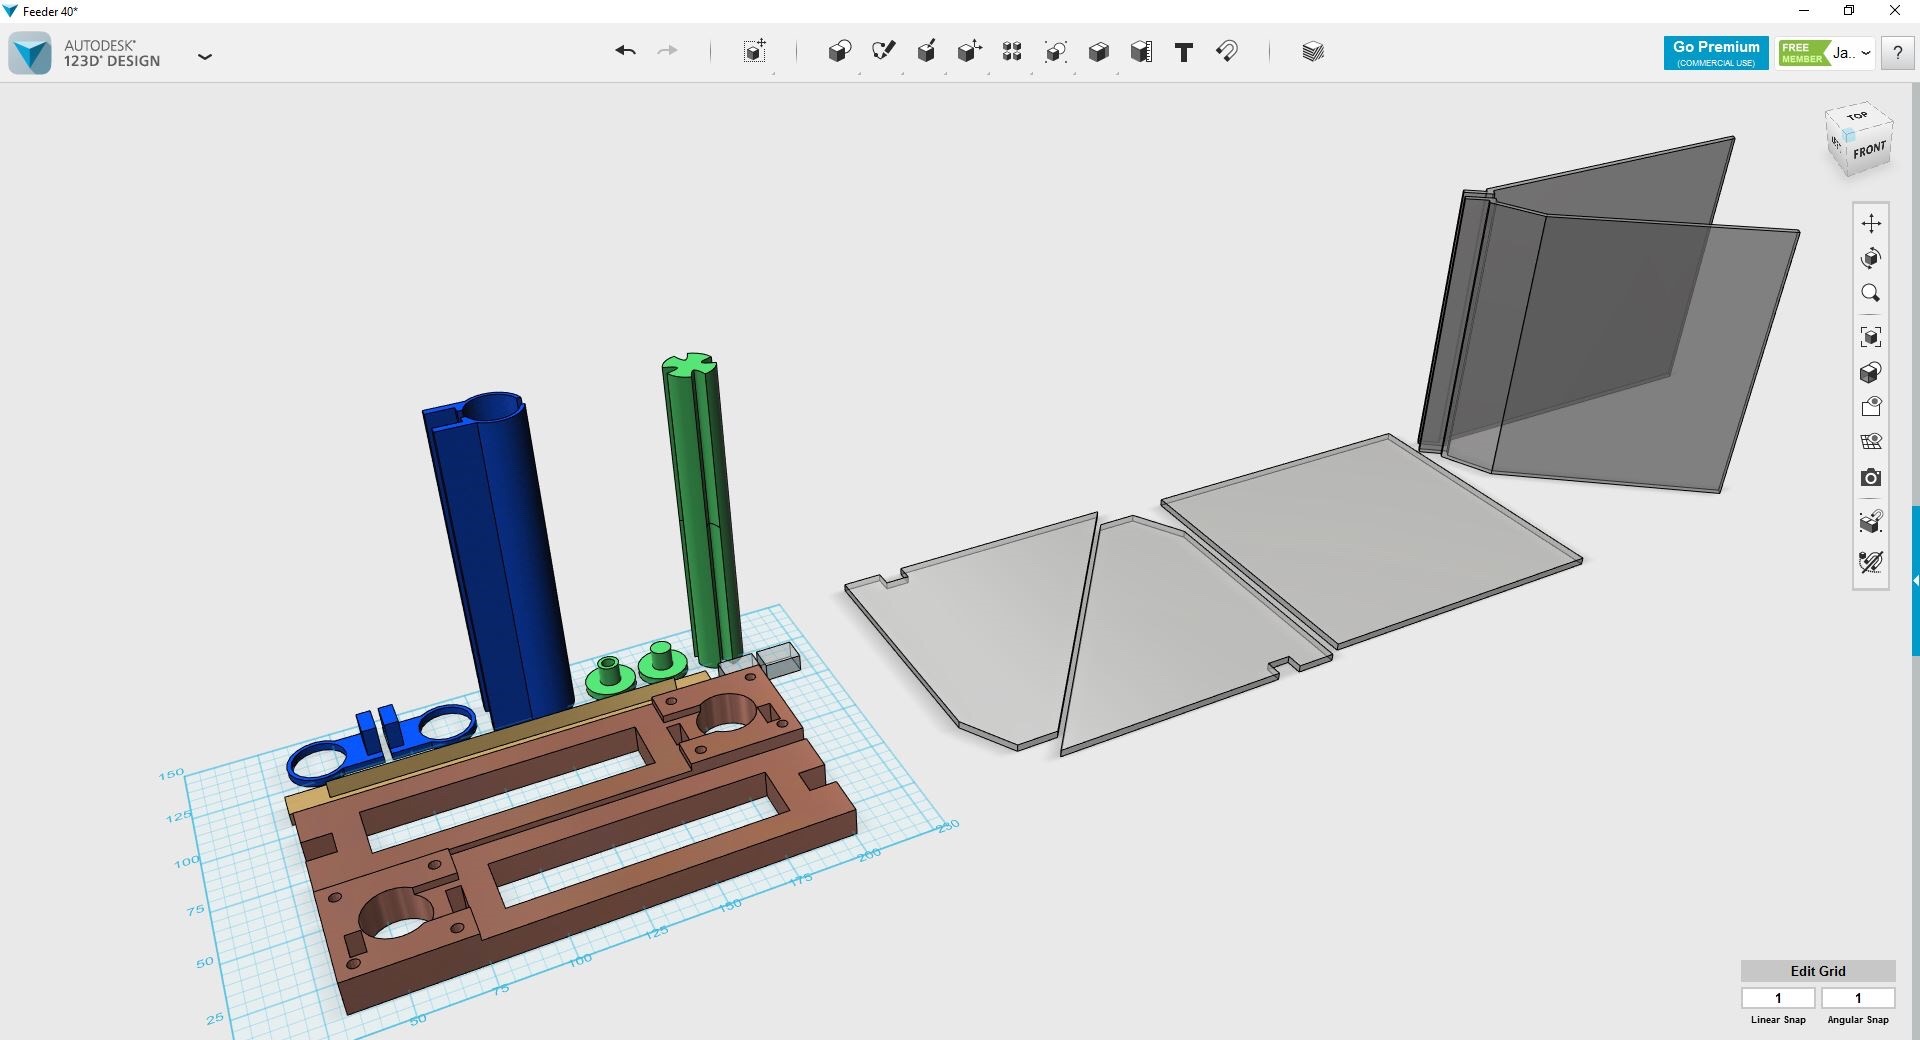 Feeder 40*
AUTODESK®
123D® DESIGN
T
Go Premium
(COMMERCIAL USE)
FREE
MEMBER
Ja..
?
TOP
FRONT
150
125
100
75
50
25
50
75
100
125
150
175
200
230
Edit Grid
1
1
Linear Snap
Angular Snap